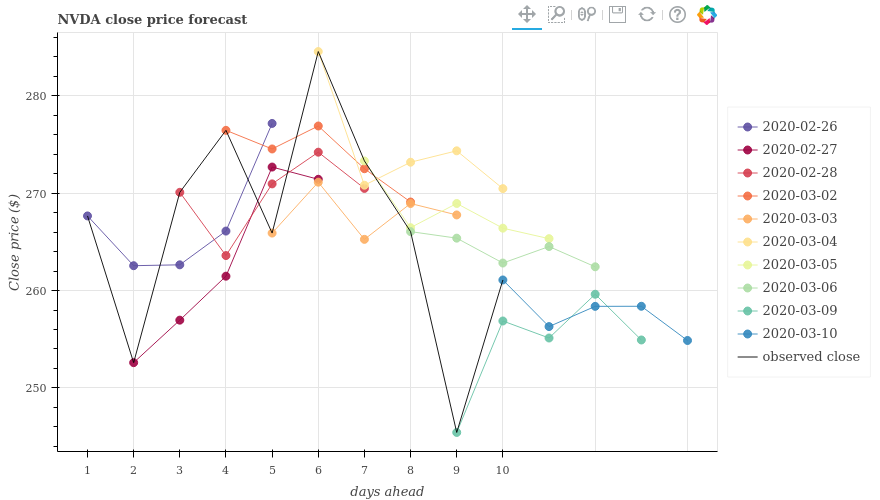 NVDA close price forecast
280
270
260
250
Close price ($)
1 2 3 4 5 6 7 8 9 10
days ahead
2020-02-26
2020-02-27
2020-02-28
2020-03-02
2020-03-03
2020-03-04
2020-03-05
2020-03-06
2020-03-09
2020-03-10
observed close